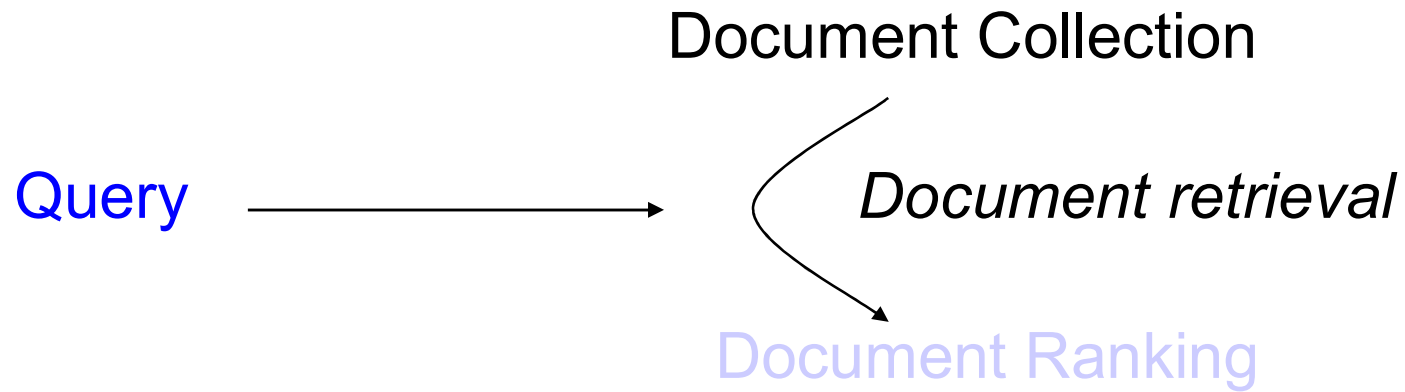 Document Collection
Query
Document retrieval
Document Ranking